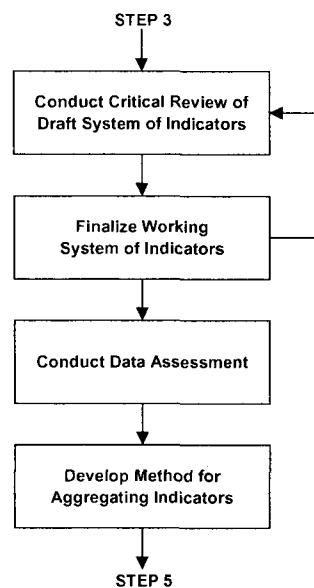 STEP 3
Conduct Critical Review of
Draft System of Indicators
Finalize Working
System of Indicators
Conduct Data Assessment
Develop Method for
Aggregating Indicators
STEP 5